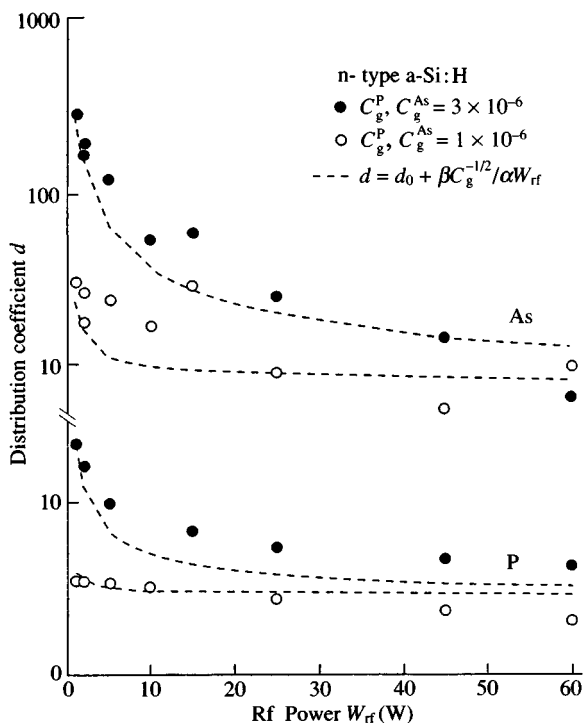 1000
n- type a-Si:H
● C_g^P, C_g^As = 3 × 10^−6
○ C_g^P, C_g^As = 1 × 10^−6
--- d = d_0 + βC_g^−1/2/αW_rf
100
As
10
Distribution coefficient d
10
P
0
0 10 20 30 40 50 60
Rf Power W_rf (W)